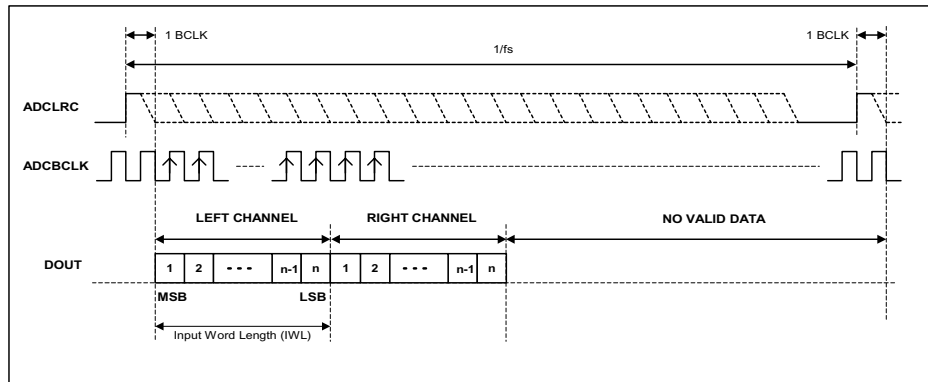 1 BCLK 1 BCLK
1/fs
ADCLRC
ADCBCLK
LEFT CHANNEL RIGHT CHANNEL NO VALID DATA
DOUT 1 2 n-1 n 1 2 n-1 n
MSB LSB
Input Word Length (IWL)